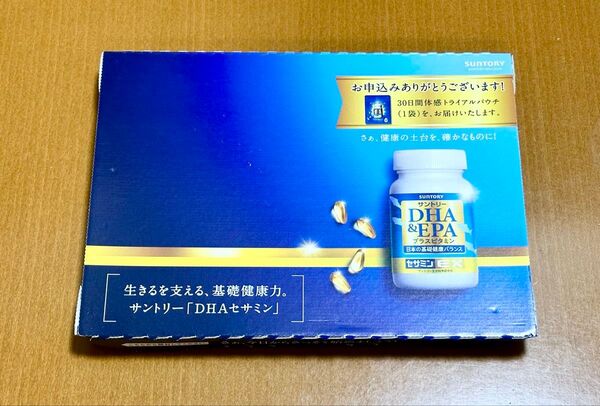 SUNTORY
お申込みありがとうございます!
30日間体感トライアルパウチ
(1袋)を、お届けいたします。
さぁ、健康の土台を、確かなものに!
SUNTORY
サントリー
DHA
&EPA
プラスビタミン
日本の基礎健康バランス
セサミンEX
生きるを支える、基礎健康力。
サントリー「DHAセサミン」